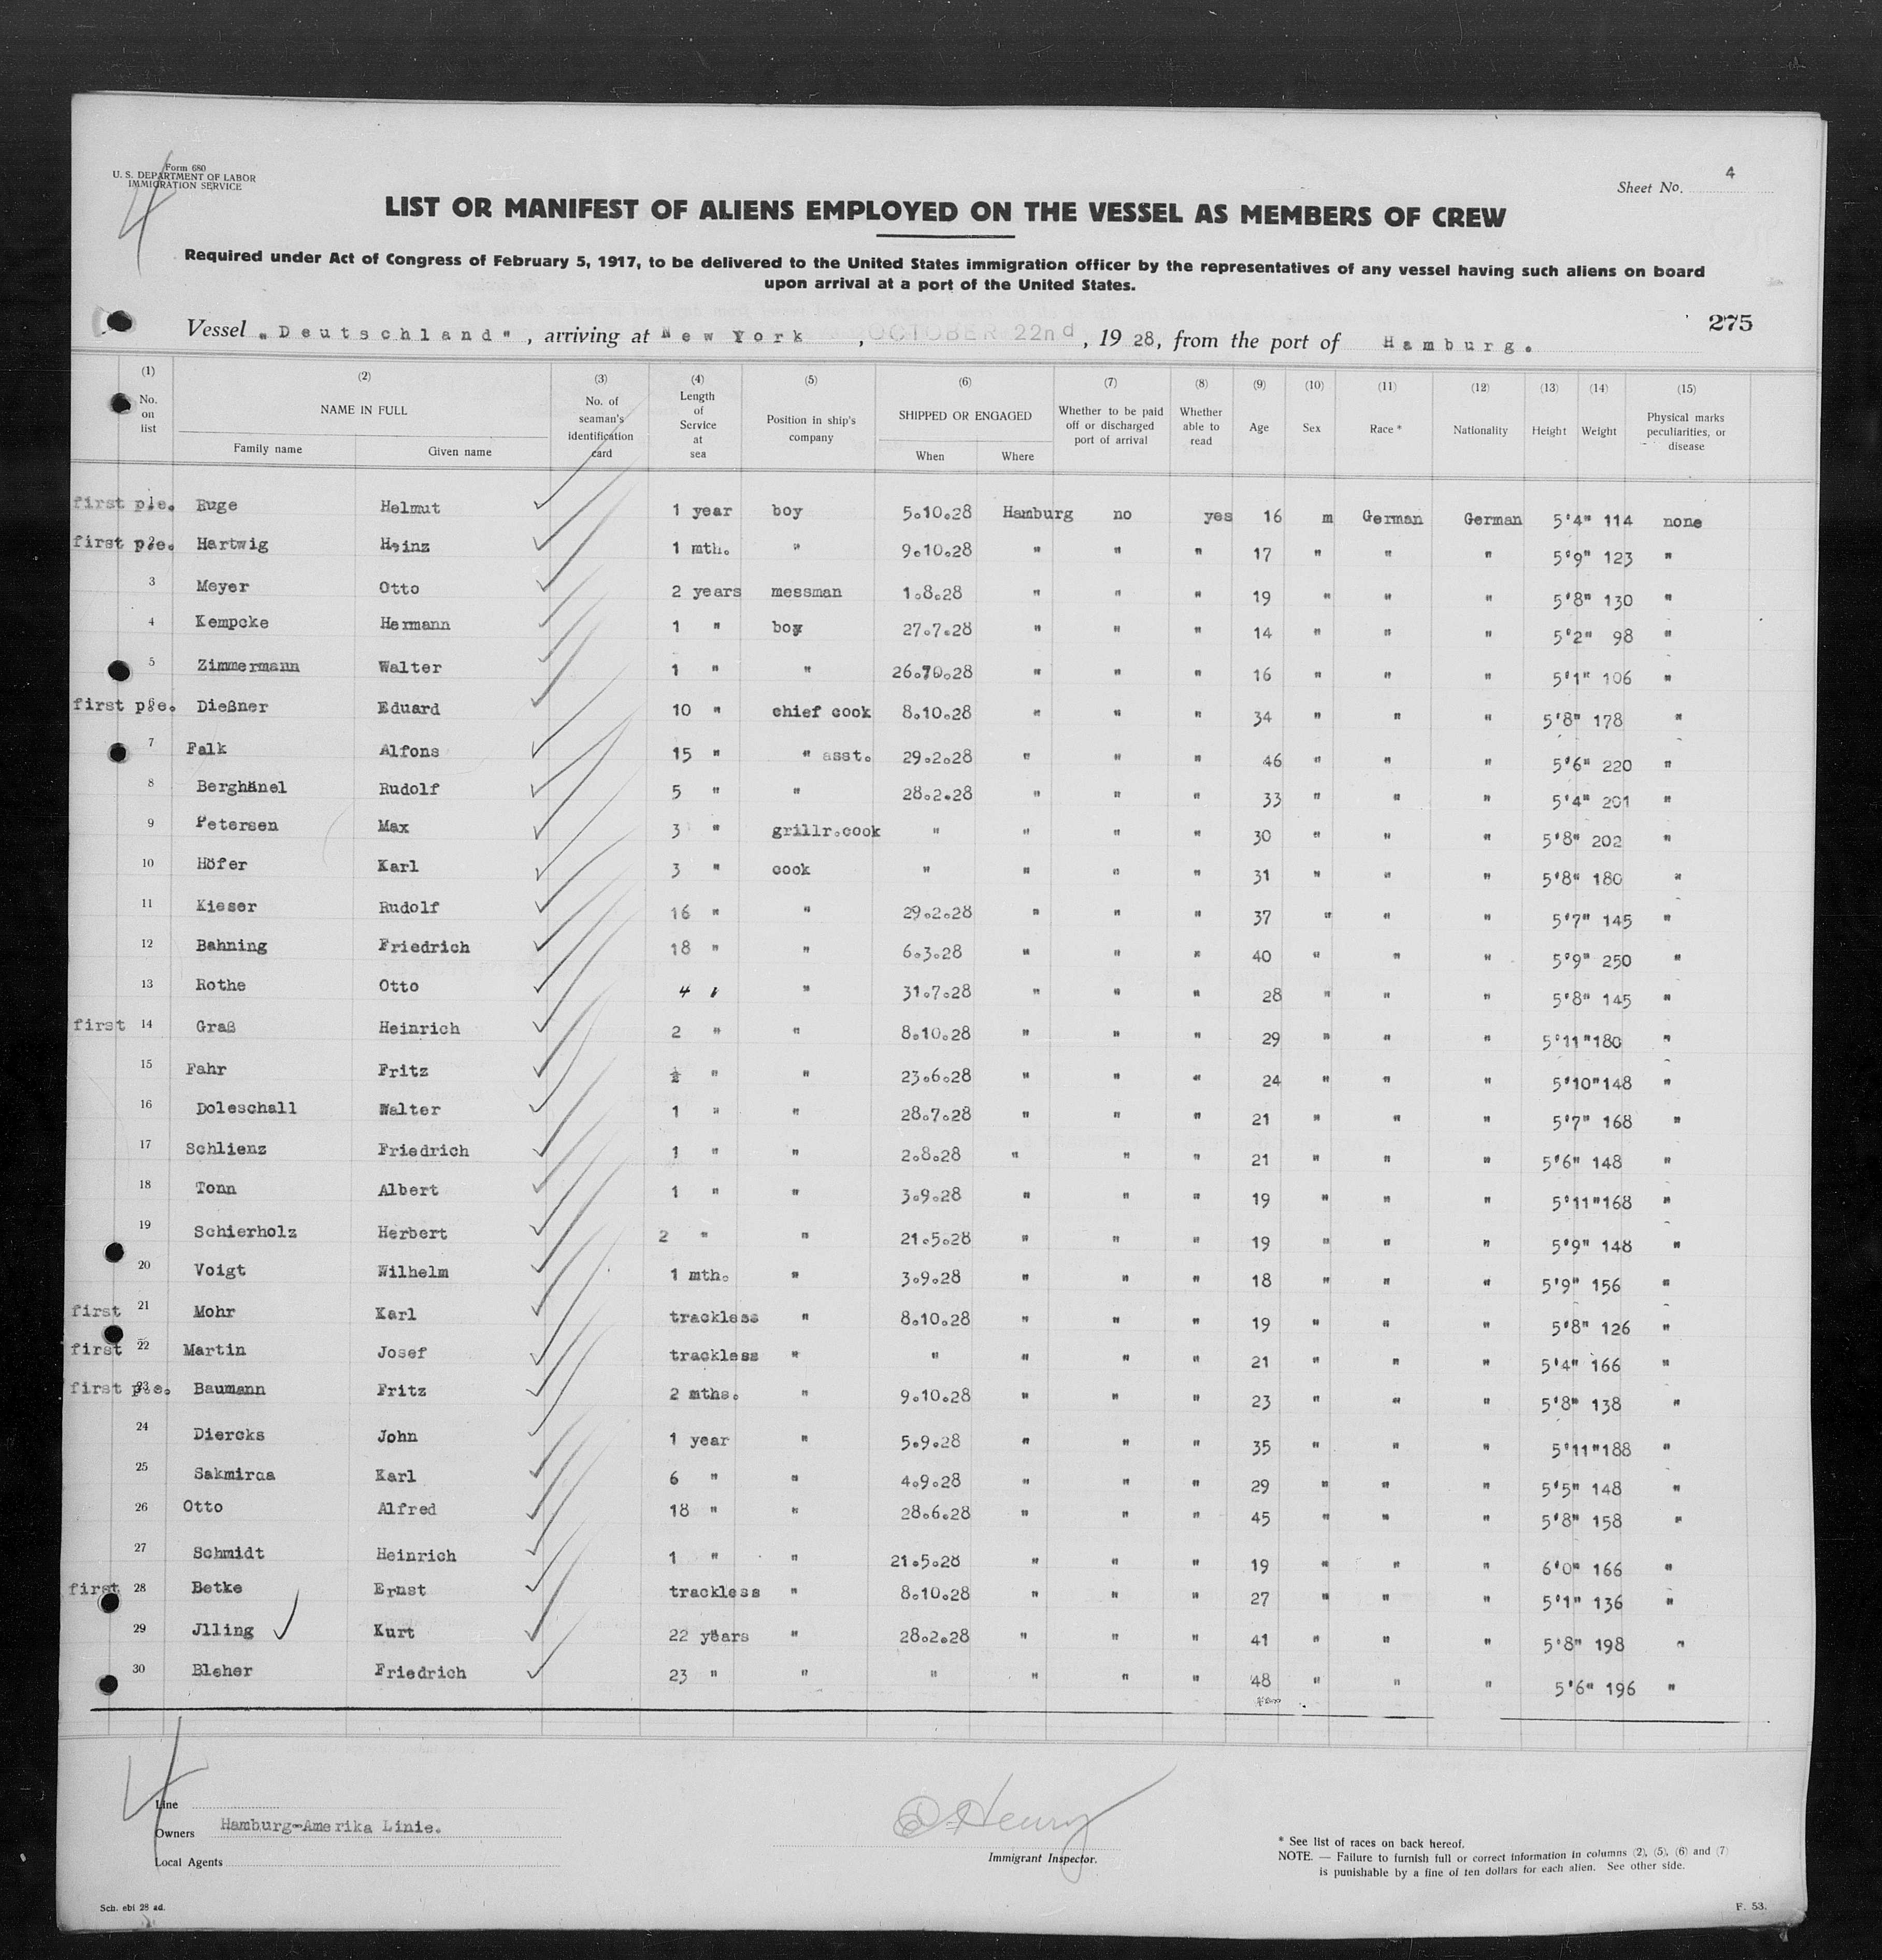 Form 680
U. S. DEPARTMENT OF LABOR
IMMIGRATION SERVICE
4
Sheet No. 4
LIST OR MANIFEST OF ALIENS EMPLOYED ON THE VESSEL AS MEMBERS OF CREW
Required under Act of Congress of February 5, 1917, to be delivered to the United States immigration officer by the representatives of any vessel having such aliens on board
upon arrival at a port of the United States.
275
Vessel "Deutschland", arriving at New York, OCTOBER 22nd, 1928, from the port of Hamburg.
(1) (2) (3) (4) (5) (6) (7) (8) (9) (10) (11) (12) (13) (14) (15)
No. on list NAME IN FULL Family name Given name No. of seaman's identification card Length of Service at sea Position in ship's company SHIPPED OR ENGAGED When Where Whether to be paid off or discharged port of arrival Whether able to read Age Sex Race * Nationality Height Weight Physical marks peculiarities, or disease
first p.e. Ruge Helmut 1 year boy 5.10.28 Hamburg no yes 16 m German German 5'4" 114 none
first p.e. Hartwig Heinz 1 mth. " 9.10.28 " " " 17 " " " 5'9" 123 "
3 Meyer Otto 2 years messman 1.8.28 " " " 19 " " " 5'8" 130 "
4 Kempcke Hermann 1 " boy 27.7.28 " " " 14 " " " 5'2" 98 "
5 Zimmermann Walter 1 " " 26.70.28 " " " 16 " " " 5'1" 106 "
first p.e. Dießner Eduard 10 " chief cook 8.10.28 " " " 34 " " " 5'8" 178 "
7 Falk Alfons 15 " " asst. 29.2.28 " " " 46 " " " 5'6" 220 "
8 Berghänel Rudolf 5 " " 28.2.28 " " " 33 " " " 5'4" 201 "
9 Petersen Max 3 " grillr.cook " " " " 30 " " " 5'8" 202 "
10 Höfer Karl 3 " cook " " " " 31 " " " 5'8" 180 "
11 Kieser Rudolf 16 " " 29.2.28 " " " 37 " " " 5'7" 145 "
12 Bahning Friedrich 18 " " 6.3.28 " " " 40 " " " 5'9" 250 "
13 Rothe Otto 4 " " 31.7.28 " " " 28 " " " 5'8" 145 "
first 14 Graß Heinrich 2 " " 8.10.28 " " " 29 " " " 5'11" 180 "
15 Fahr Fritz ½ " " 23.6.28 " " " 24 " " " 5'10" 148 "
16 Doleschall Walter 1 " " 28.7.28 " " " 21 " " " 5'7" 168 "
17 Schlienz Friedrich 1 " " 2.8.28 " " " 21 " " " 5'6" 148 "
18 Tonn Albert 1 " " 3.9.28 " " " 19 " " " 5'11" 168 "
19 Schierholz Herbert 2 " " 21.5.28 " " " 19 " " " 5'9" 148 "
20 Voigt Wilhelm 1 mth. " 3.9.28 " " " 18 " " " 5'9" 156 "
first 21 Mohr Karl trackless " 8.10.28 " " " 19 " " " 5'8" 126 "
first 22 Martin Josef trackless " " " " " 21 " " " 5'4" 166 "
first p.e. 23 Baumann Fritz 2 mths. " 9.10.28 " " " 23 " " " 5'8" 138 "
24 Diercks John 1 year " 5.9.28 " " " 35 " " " 5'11" 188 "
25 Karl 6 " " 4.9.28 " " " 29 " " " 5'5" 148 "
26 Otto Alfred 18 " " 28.6.28 " " " 45 " " " 5'8" 158 "
27 Schmidt Heinrich 1 " " 21.5.28 " " " 19 " " " 6'0" 166 "
first 28 Betke Ernst trackless " 8.10.28 " " " 27 " " " 5'1" 136 "
29 Jlling Kurt 22 years " 28.2.28 " " " 41 " " " 5'8" 198 "
30 Bleher Friedrich 23 " " " " " " 48 " " " 5'6" 196 "
4
Line
Owners Hamburg-Amerika Linie.
Local Agents
Henry
Immigrant Inspector.
* See list of races on back hereof.
NOTE. — Failure to furnish full or correct information in columns (2), (5), (6) and (7)
is punishable by a fine of ten dollars for each alien. See other side.
Sch. ebl 28 ad.
F. 53.